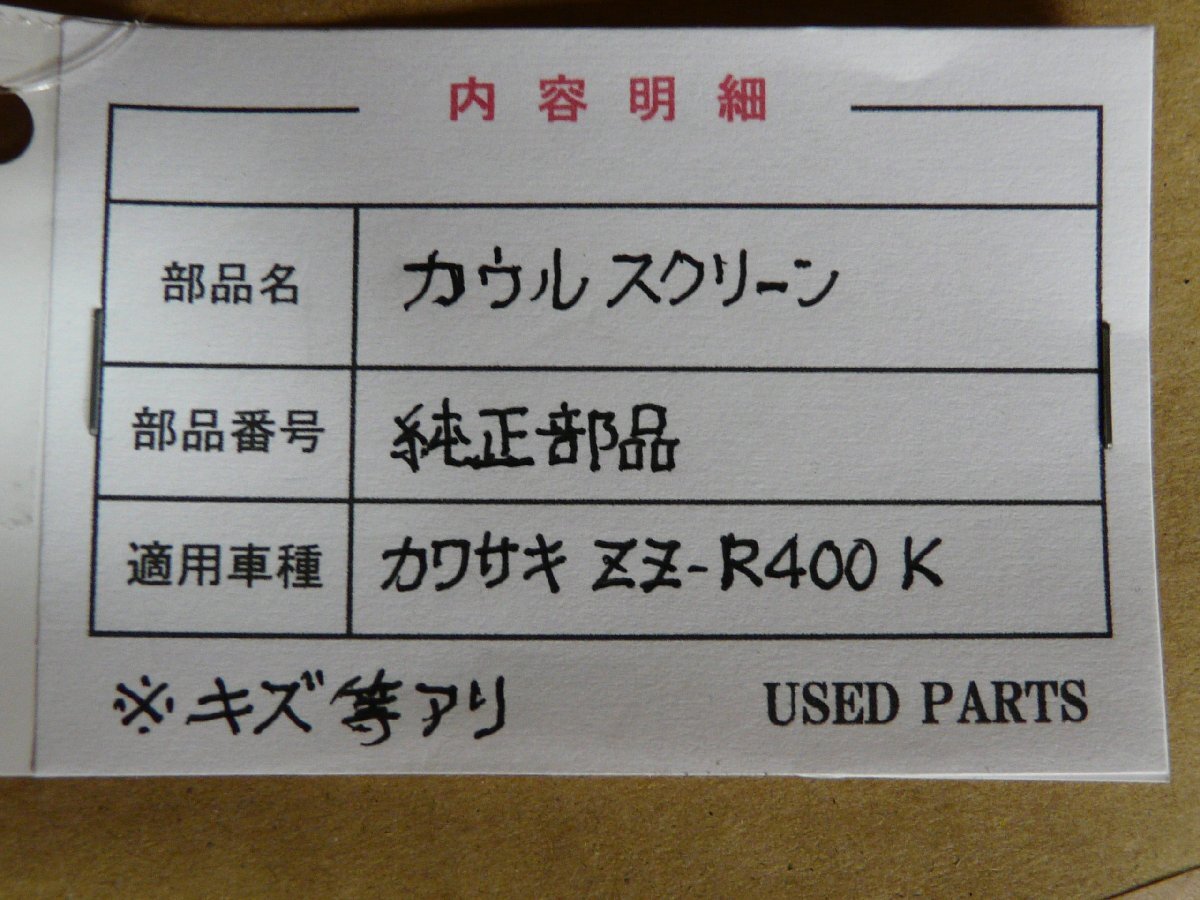 内容明細
部品名 カウルスクリーン
部品番号 純正部品
適用車種 カワサキ ZZ-R400 K
※キズ等アリ USED PARTS